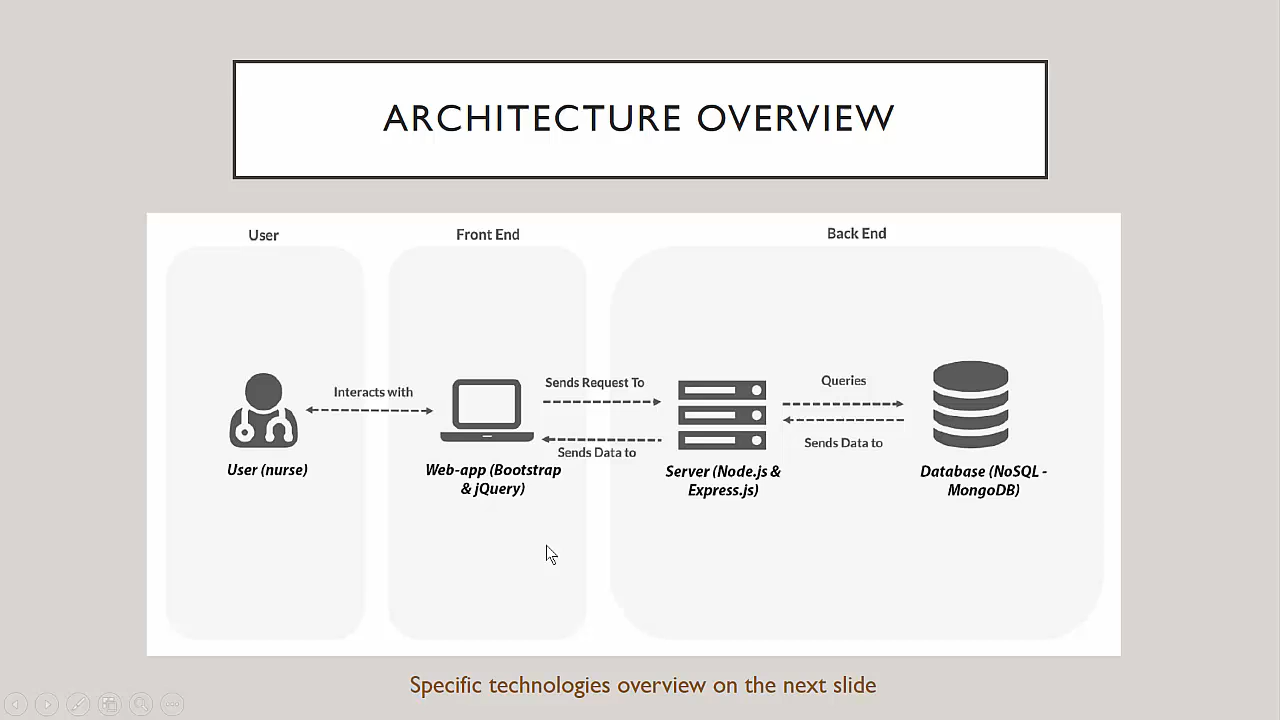 ARCHITECTURE OVERVIEW
User
Front End
Back End
Interacts with
Sends Request To
Sends Data to
Queries
Sends Data to
User (nurse)
Web-app (Bootstrap
& jQuery)
Server (Node.js &
Express.js)
Database (NoSQL -
MongoDB)
Specific technologies overview on the next slide